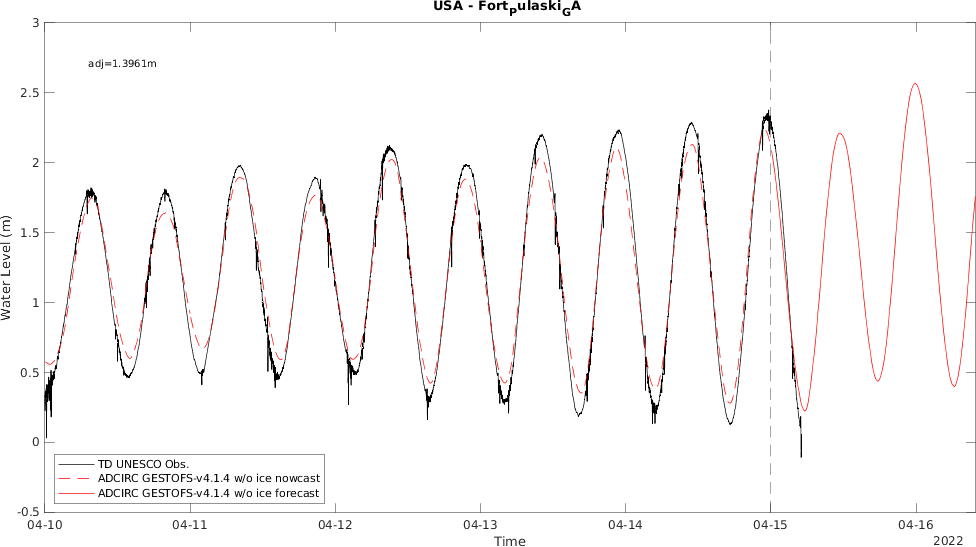 USA - FortPulaskiGA
3
2.5
2
1.5
1
0.5
0
-0.5
Water Level (m)
adj=1.3961m
TD UNESCO Obs.
ADCIRC GESTOFS-v4.1.4 w/o ice nowcast
ADCIRC GESTOFS-v4.1.4 w/o ice forecast
04-10 04-11 04-12 04-13 04-14 04-15 04-16
Time
2022